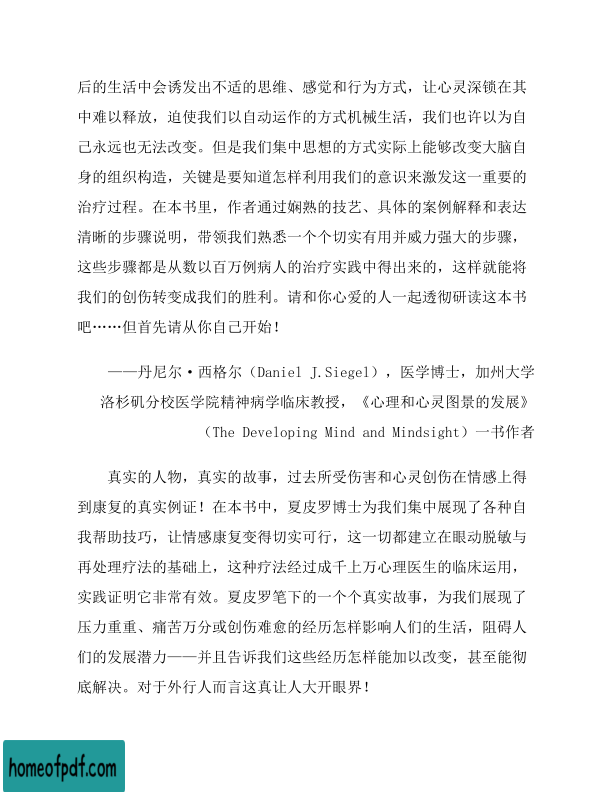 后的生活中会诱发出不适的思维、感觉和行为方式，让心灵深锁在其
中难以释放，迫使我们以自动运作的方式机械生活，我们也许以为自
己永远也无法改变。但是我们集中思想的方式实际上能够改变大脑自
身的组织构造，关键是要知道怎样利用我们的意识来激发这一重要的
治疗过程。在本书里，作者通过娴熟的技艺、具体的案例解释和表达
清晰的步骤说明，带领我们熟悉一个个切实有用并威力强大的步骤，
这些步骤都是从数以百万例病人的治疗实践中得出来的，这样就能将
我们的创伤转变成我们的胜利。请和你心爱的人一起透彻研读这本书
吧……但首先请从你自己开始！
——丹尼尔·西格尔（Daniel J.Siegel），医学博士，加州大学
洛杉矶分校医学院精神病学临床教授，《心理和心灵图景的发展》
（The Developing Mind and Mindsight）一书作者
真实的人物，真实的故事，过去所受伤害和心灵创伤在情感上得
到康复的真实例证！在本书中，夏皮罗博士为我们集中展现了各种自
我帮助技巧，让情感康复变得切实可行，这一切都建立在眼动脱敏与
再处理疗法的基础上，这种疗法经过成千上万心理医生的临床运用，
实践证明它非常有效。夏皮罗笔下的一个个真实故事，为我们展现了
压力重重、痛苦万分或创伤难愈的经历怎样影响人们的生活，阻碍人
们的发展潜力——并且告诉我们这些经历怎样能加以改变，甚至能彻
底解决。对于外行人而言这真让人大开眼界！
homeofpdf.com